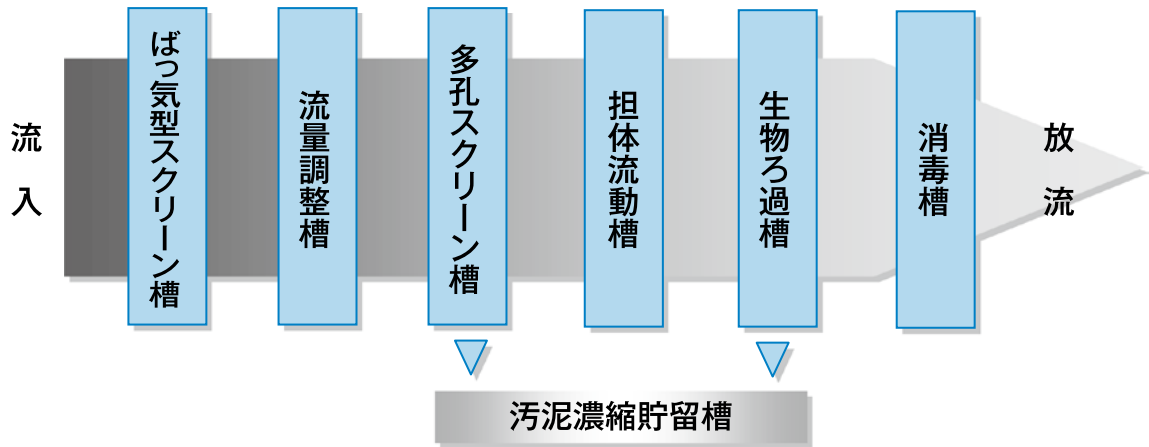 流入
ばっ気型スクリーン槽
流量調整槽
多孔スクリーン槽
担体流動槽
生物ろ過槽
消毒槽
放流
汚泥濃縮貯留槽